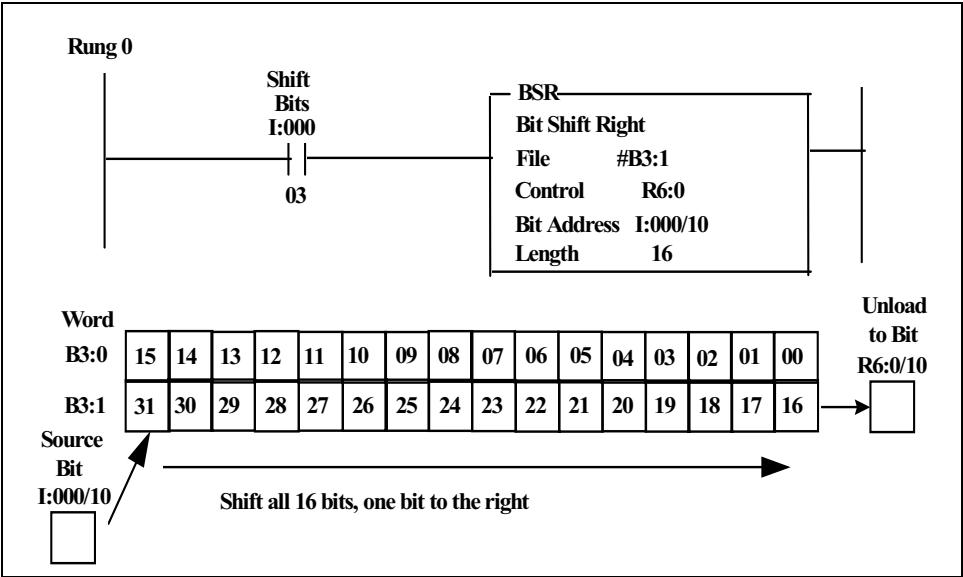 Rung 0
Shift
Bits
I:000
03
BSR
Bit Shift Right
File #B3:1
Control R6:0
Bit Address I:000/10
Length 16
Word
B3:0 15 14 13 12 11 10 09 08 07 06 05 04 03 02 01 00
B3:1 31 30 29 28 27 26 25 24 23 22 21 20 19 18 17 16
Unload
to Bit
R6:0/10
Source
Bit
I:000/10
Shift all 16 bits, one bit to the right